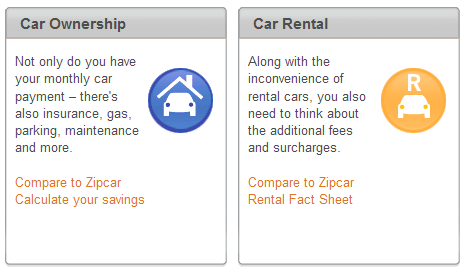 Car Ownership
Not only do you have
your monthly car
payment – there's
also insurance, gas,
parking, maintenance
and more.
Compare to Zipcar
Calculate your savings
Car Rental
Along with the
inconvenience of
rental cars, you also
need to think about
the additional fees
and surcharges.
R
Compare to Zipcar
Rental Fact Sheet